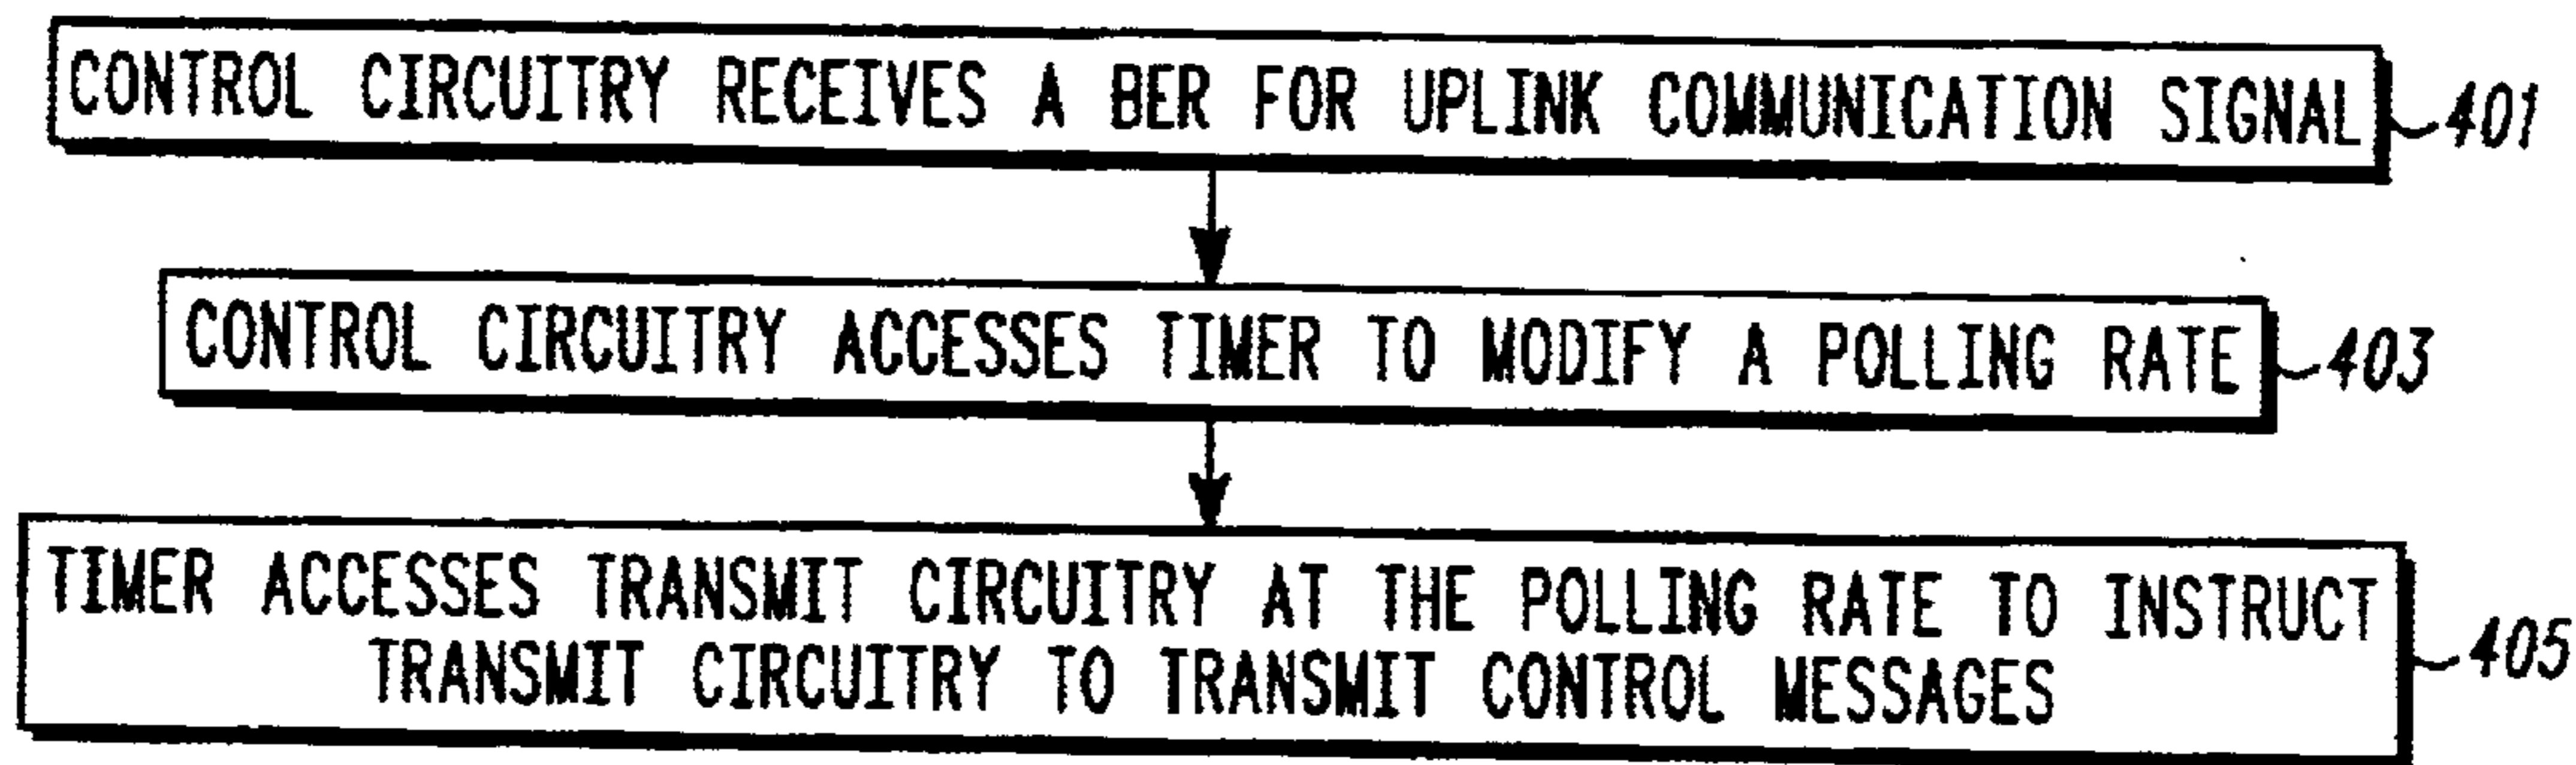 CONTROL CIRCUITRY RECEIVES A BER FOR UPLINK COMMUNICATION SIGNAL 401
CONTROL CIRCUITRY ACCESSES TIMER TO MODIFY A POLLING RATE 403
TIMER ACCESSES TRANSMIT CIRCUITRY AT THE POLLING RATE TO INSTRUCT
TRANSMIT CIRCUITRY TO TRANSMIT CONTROL MESSAGES 405